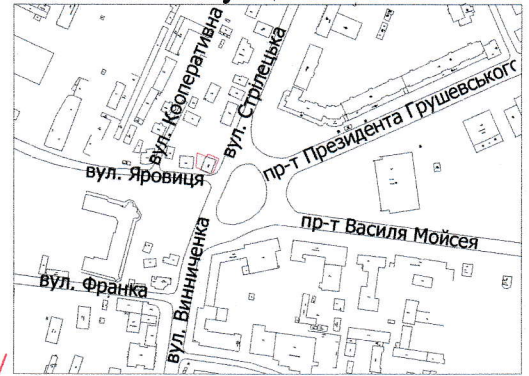 вул. Кооперативна
вул. Стрілецька
пр-т Президента Грушевського
вул. Яровиця
пр-т Василя Мойсея
вул. Винниченка
вул. Франка